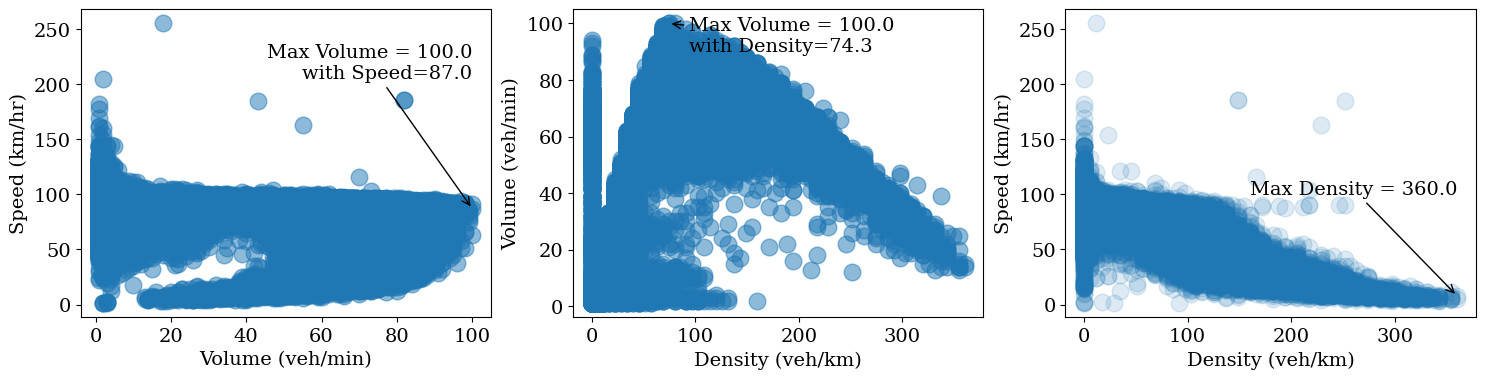 250
200
150
100
50
0
Speed (km/hr)
Max Volume = 100.0
with Speed=87.0
0 20 40 60 80 100
Volume (veh/min)
100
80
60
40
20
0
Volume (veh/min)
Max Volume = 100.0
with Density=74.3
0 100 200 300
Density (veh/km)
250
200
150
100
50
0
Speed (km/hr)
Max Density = 360.0
0 100 200 300
Density (veh/km)